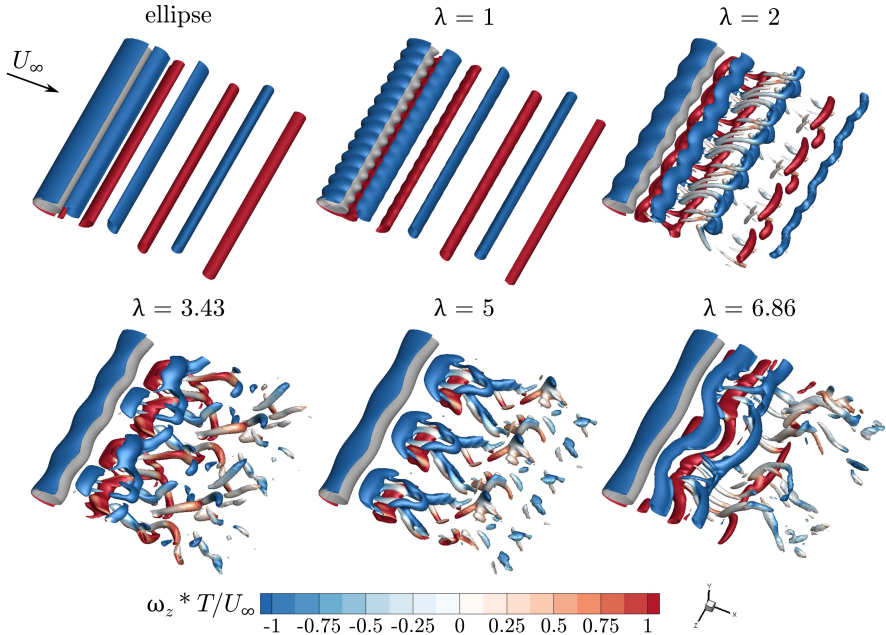 ellipse
λ = 1
λ = 2
U∞
λ = 3.43
λ = 5
λ = 6.86
ω_z * T/U∞
-1 -0.75 -0.5 -0.25 0 0.25 0.5 0.75 1
Y
X
Z